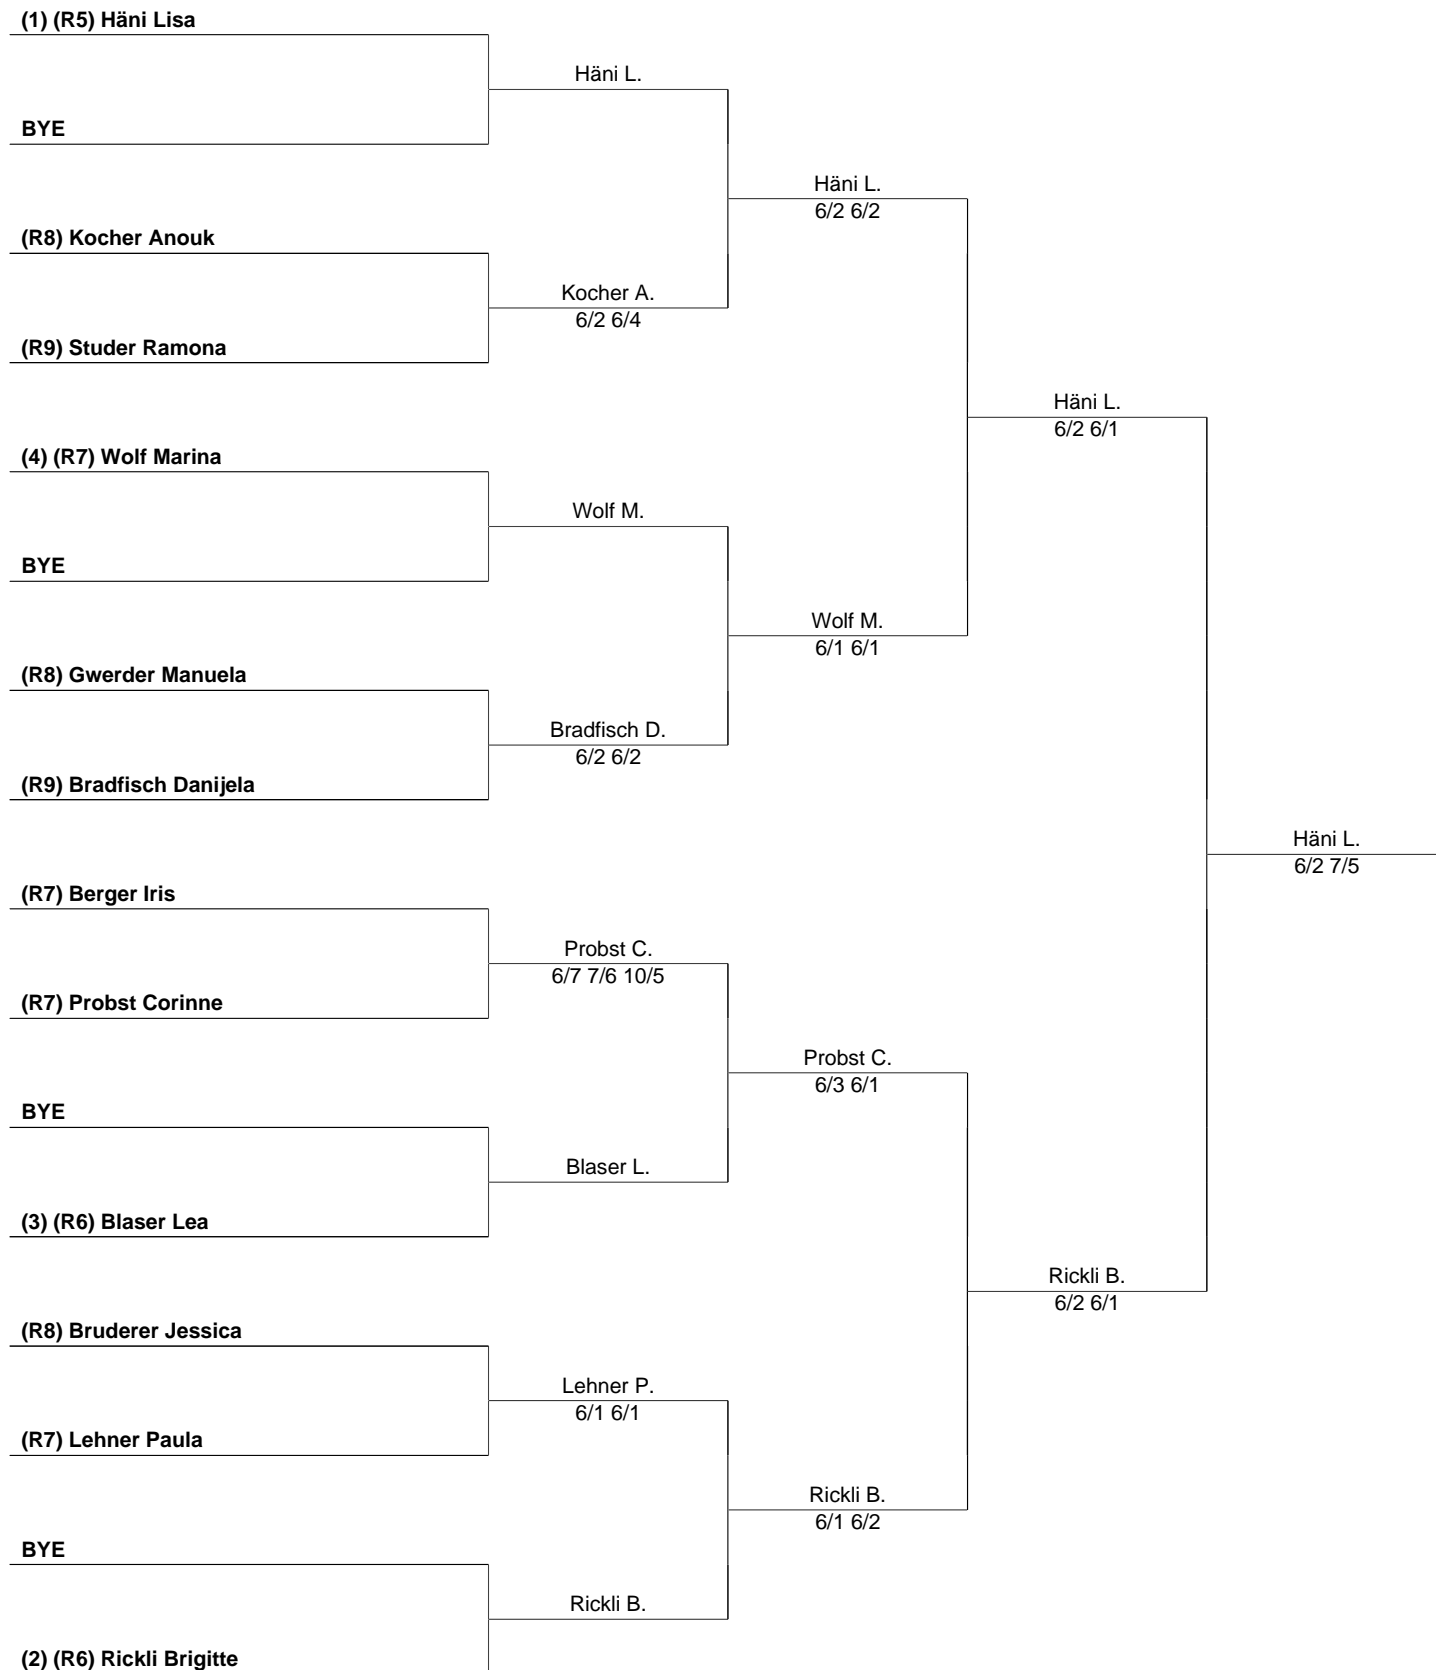 (1) (R5) Häni Lisa
Häni L.
BYE
Häni L.
6/2 6/2
(R8) Kocher Anouk
Kocher A.
6/2 6/4
(R9) Studer Ramona
Häni L.
6/2 6/1
(4) (R7) Wolf Marina
Wolf M.
BYE
Wolf M.
6/1 6/1
(R8) Gwerder Manuela
Bradfisch D.
6/2 6/2
(R9) Bradfisch Danijela
Häni L.
6/2 7/5
(R7) Berger Iris
Probst C.
6/7 7/6 10/5
(R7) Probst Corinne
Probst C.
6/3 6/1
BYE
Blaser L.
(3) (R6) Blaser Lea
Rickli B.
6/2 6/1
(R8) Bruderer Jessica
Lehner P.
6/1 6/1
(R7) Lehner Paula
Rickli B.
6/1 6/2
BYE
Rickli B.
(2) (R6) Rickli Brigitte